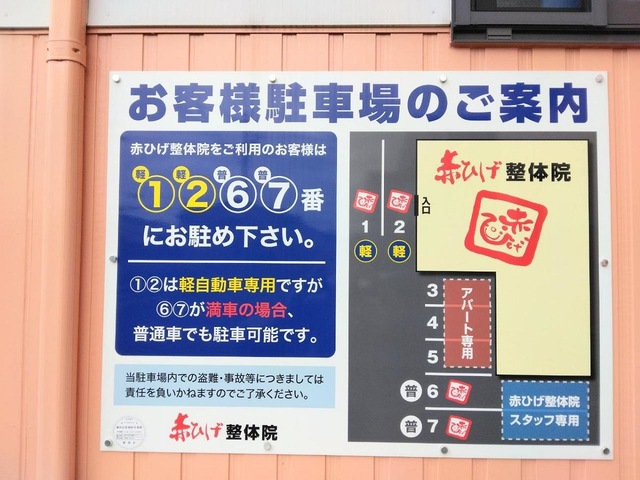 お客様駐車場のご案内
赤ひげ整体院をご利用のお客様は
軽 軽 普 普
①②⑥⑦番
にお駐め下さい。
①②は軽自動車専用ですが
⑥⑦が満車の場合、
普通車でも駐車可能です。
当駐車場内での盗難・事故等につきましては
責任を負いかねますのでご了承ください。
赤ひげ整体院
赤ひげ整体院
赤ひげ
入口
1 2
軽 軽
3
4
5
アパート専用
普 6
普 7
赤ひげ整体院
スタッフ専用